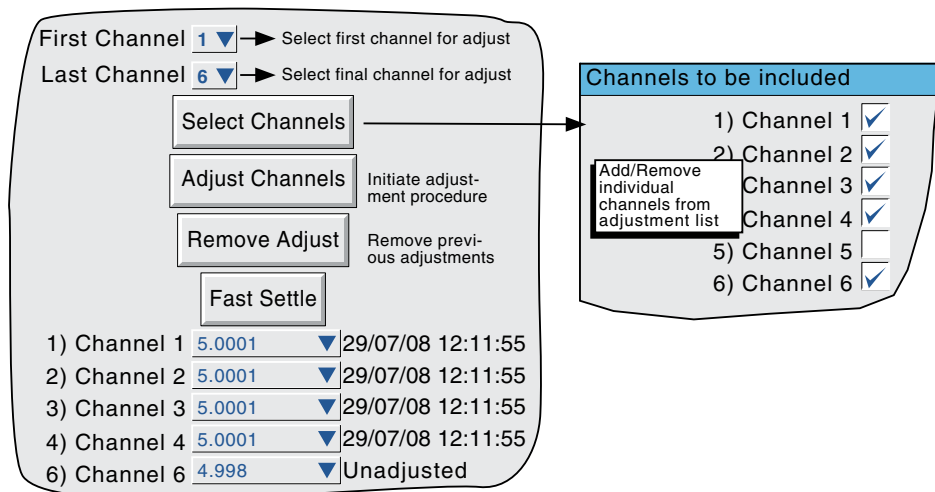 First Channel 1 Select first channel for adjust
Last Channel 6 Select final channel for adjust
Select Channels
Adjust Channels
Initiate adjust-
ment procedure
Remove Adjust
Remove previ-
ous adjustments
Fast Settle
1) Channel 1 5.0001 29/07/08 12:11:55
2) Channel 2 5.0001 29/07/08 12:11:55
3) Channel 3 5.0001 29/07/08 12:11:55
4) Channel 4 5.0001 29/07/08 12:11:55
6) Channel 6 4.998 Unadjusted
Channels to be included
1) Channel 1
2) Channel 2
Channel 3
Channel 4
5) Channel 5
6) Channel 6
Add/Remove
individual
channels from
adjustment list